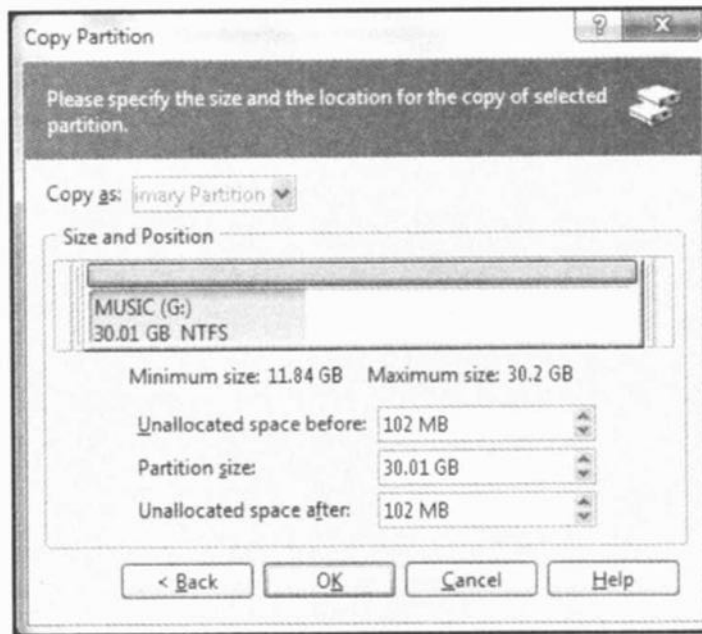 Copy Partition
Please specify the size and the location for the copy of selected
partition.
Copy as: imary Partition
Size and Position
MUSIC (G:)
30.01 GB NTFS
Minimum size: 11.84 GB Maximum size: 30.2 GB
Unallocated space before: 102 MB
Partition size: 30.01 GB
Unallocated space after: 102 MB
< Back OK Cancel Help